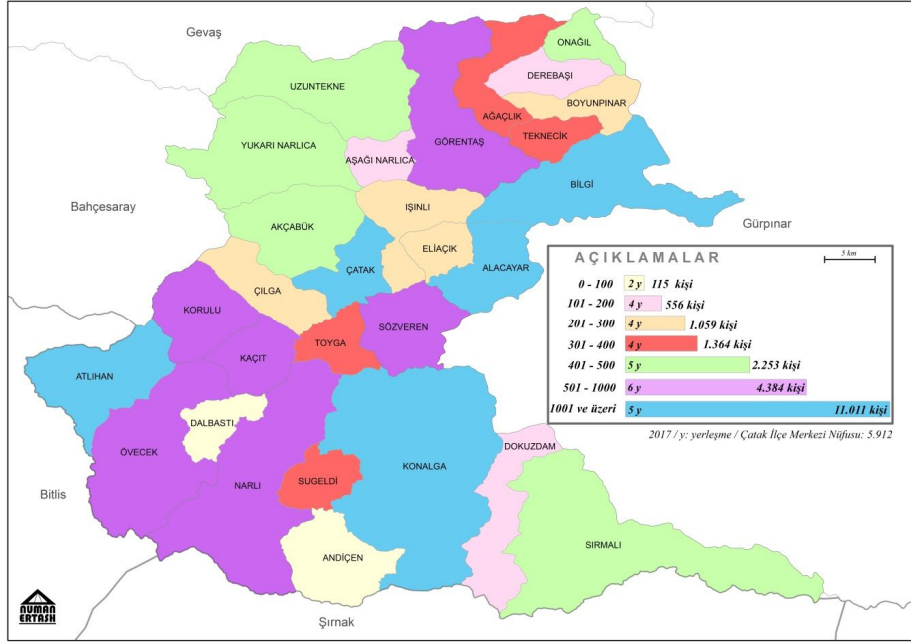 Gevaş
ONAĞIL
DEREBAŞI
UZUNTEKNE
BOYUNPINAR
AĞAÇLIK
TEKNECİK
GÖRENTAŞ
YUKARI NARLICA
AŞAĞI NARLICA
BİLGİ
IŞINLI
Bahçesaray
Gürpınar
AKÇABÜK
ELİAÇIK
ÇATAK
ALACAYAR
ÇILGA
KORULU
SÖZVEREN
TOYGA
KAÇIT
ATLIHAN
DALBASTI
ÖVECEK
DOKUZDAM
KONALGA
NARLI
SUGELDİ
Bitlis
SIRMALI
ANDİÇEN
Şırnak
AÇIKLAMALAR
5 km
0 - 100 2 y 115 kişi
101 - 200 4 y 556 kişi
201 - 300 4 y 1.059 kişi
301 - 400 4 y 1.364 kişi
401 - 500 5 y 2.253 kişi
501 - 1000 6 y 4.384 kişi
1001 ve üzeri 5 y 11.011 kişi
2017 / y: yerleşme / Çatak İlçe Merkezi Nüfusu: 5.912
NUMAN
ERTASH